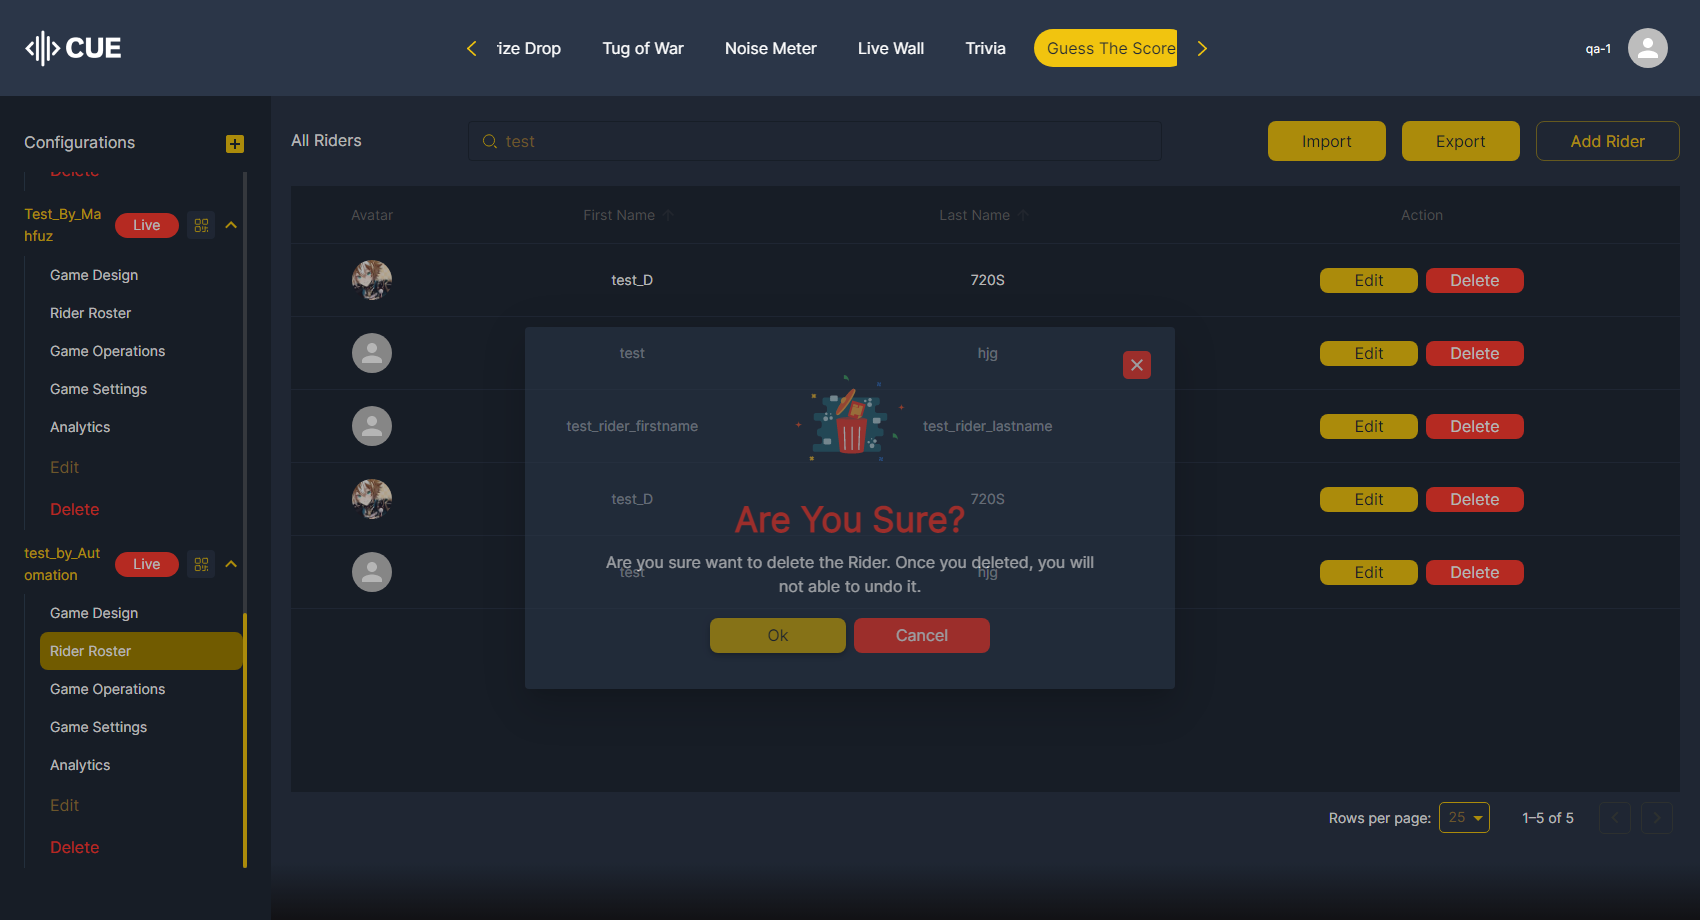 CUE
ize Drop Tug of War Noise Meter Live Wall Trivia Guess The Score
qa-1
Configurations
Delete
Test_By_Ma
hfuz
Live
Game Design
Rider Roster
Game Operations
Game Settings
Analytics
Edit
Delete
test_by_Aut
omation
Live
Game Design
Rider Roster
Game Operations
Game Settings
Analytics
Edit
Delete
All Riders
test
Import Export Add Rider
Avatar First Name Last Name Action
test_D 720S Edit Delete
test hjg Edit Delete
test_rider_firstname test_rider_lastname Edit Delete
test_D 720S Edit Delete
test hjg Edit Delete
Are You Sure?
Are you sure want to delete the Rider. Once you deleted, you will
not able to undo it.
Ok Cancel
Rows per page: 25 1–5 of 5